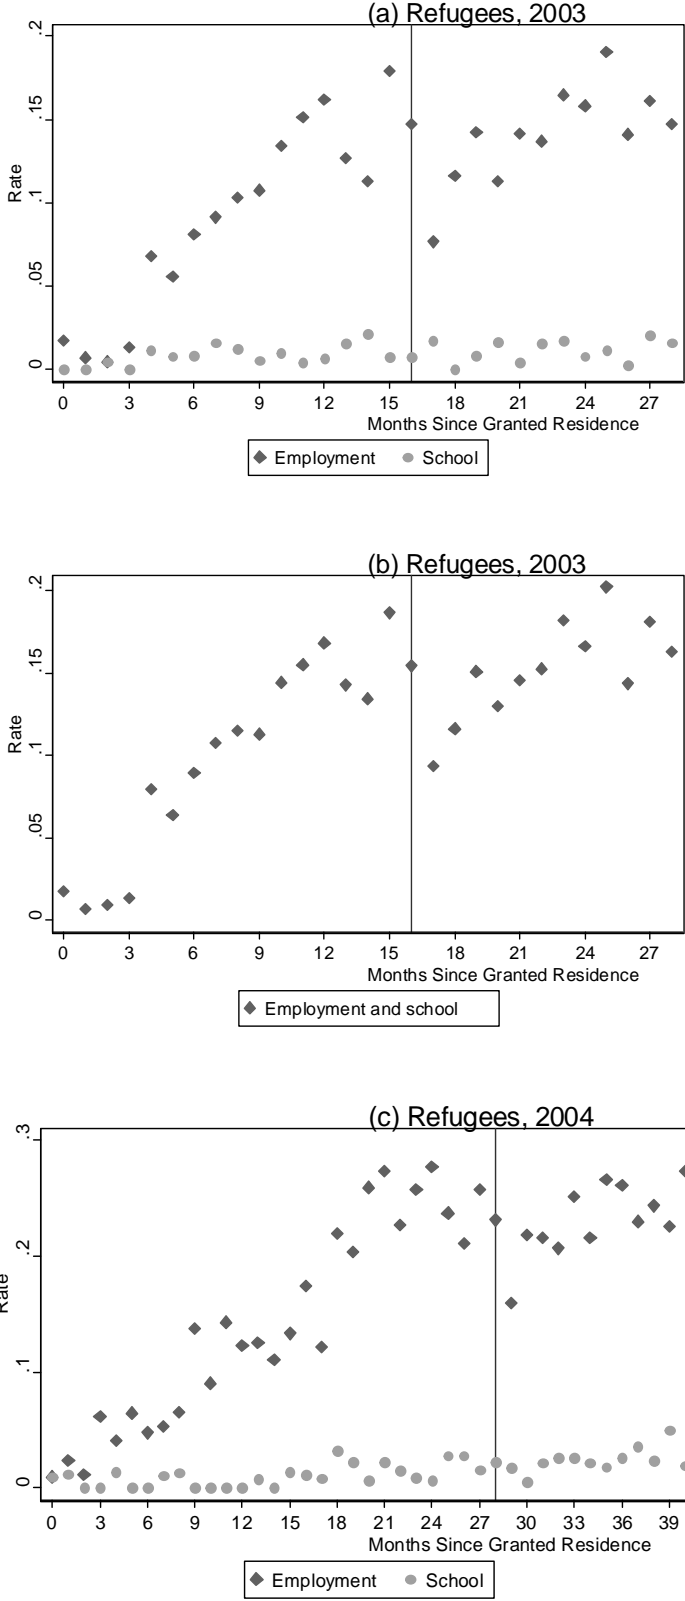 (a) Refugees, 2003
.2
.15
.1
.05
0
Rate
0 3 6 9 12 15 18 21 24 27
Months Since Granted Residence
Employment School
(b) Refugees, 2003
.2
.15
.1
.05
0
Rate
0 3 6 9 12 15 18 21 24 27
Months Since Granted Residence
Employment and school
(c) Refugees, 2004
.3
.2
.1
0
Rate
0 3 6 9 12 15 18 21 24 27 30 33 36 39
Months Since Granted Residence
Employment School